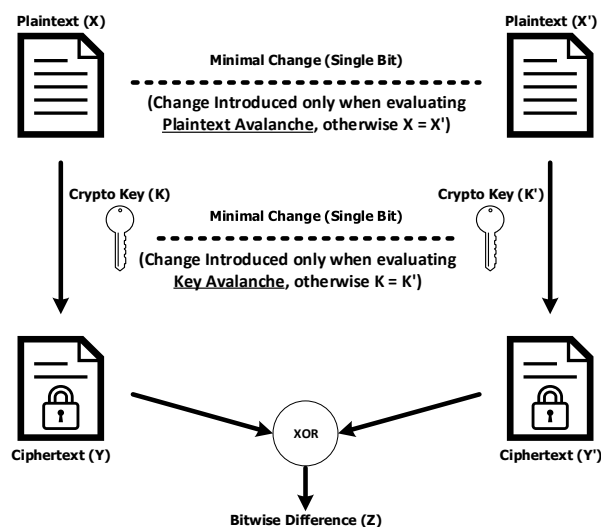 Plaintext (X)
Plaintext (X')
Minimal Change (Single Bit)
(Change Introduced only when evaluating
Plaintext Avalanche, otherwise X = X')
Crypto Key (K)
Crypto Key (K')
Minimal Change (Single Bit)
(Change Introduced only when evaluating
Key Avalanche, otherwise K = K')
XOR
Ciphertext (Y)
Ciphertext (Y')
Bitwise Difference (Z)